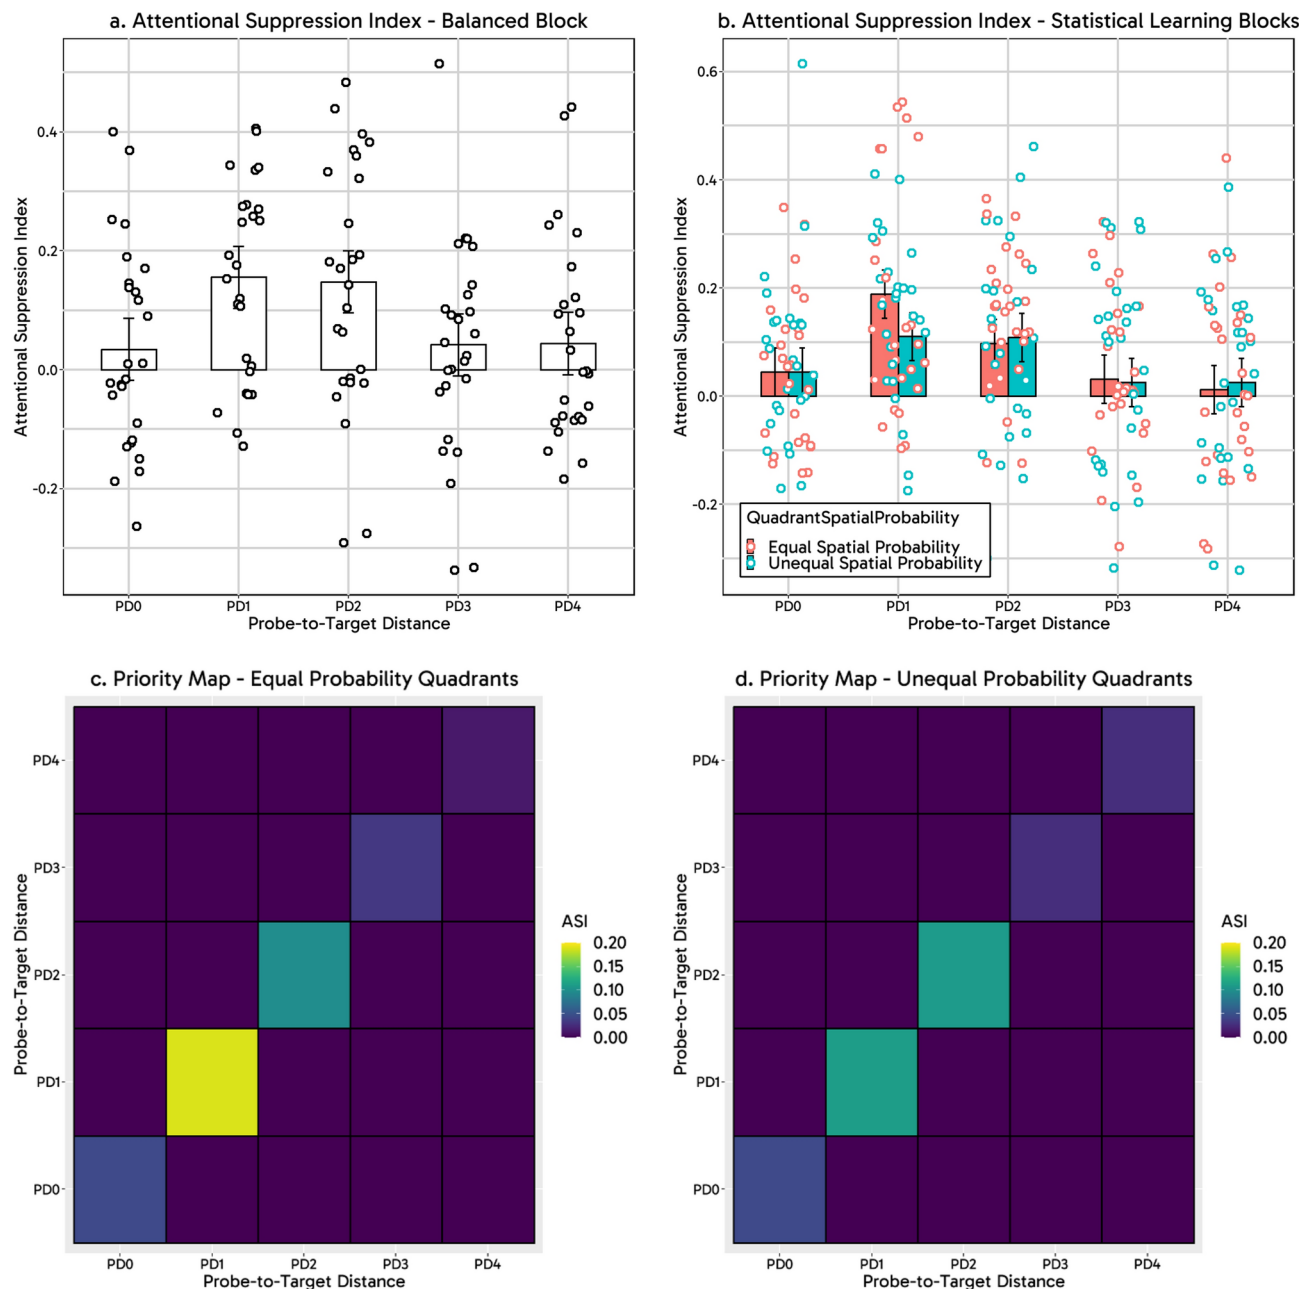 a. Attentional Suppression Index - Balanced Block
Attentional Suppression Index
0.4
0.2
0.0
-0.2
PD0 PD1 PD2 PD3 PD4
Probe-to-Target Distance
b. Attentional Suppression Index - Statistical Learning Blocks
Attentional Suppression Index
0.6
0.4
0.2
0.0
-0.2
QuadrantSpatialProbability
Equal Spatial Probability
Unequal Spatial Probability
PD0 PD1 PD2 PD3 PD4
Probe-to-Target Distance
c. Priority Map - Equal Probability Quadrants
Probe-to-Target Distance
PD4
PD3
PD2
PD1
PD0
PD0 PD1 PD2 PD3 PD4
Probe-to-Target Distance
ASI
0.20
0.15
0.10
0.05
0.00
d. Priority Map - Unequal Probability Quadrants
Probe-to-Target Distance
PD4
PD3
PD2
PD1
PD0
PD0 PD1 PD2 PD3 PD4
Probe-to-Target Distance
ASI
0.20
0.15
0.10
0.05
0.00